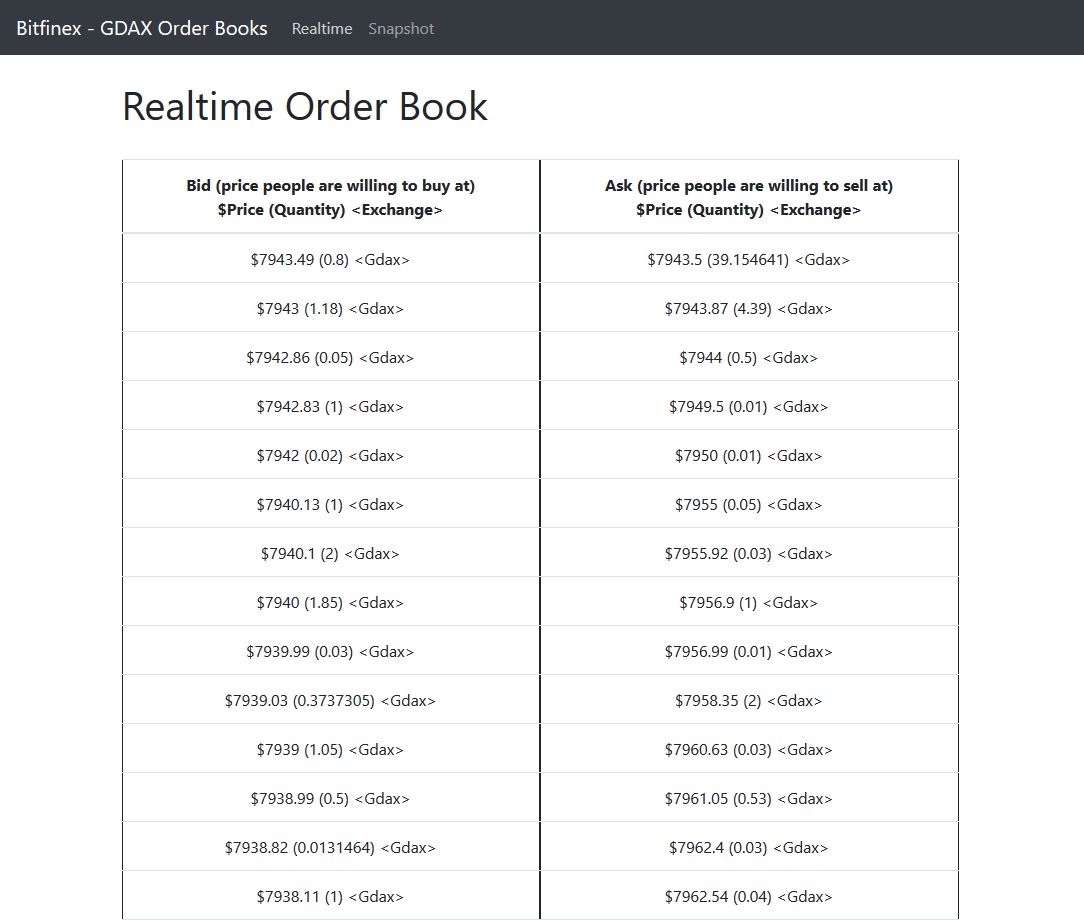 Bitfinex - GDAX Order Books Realtime Snapshot
Realtime Order Book
Bid (price people are willing to buy at) Ask (price people are willing to sell at)
$Price (Quantity) <Exchange> $Price (Quantity) <Exchange>
$7943.49 (0.8) <Gdax> $7943.5 (39.154641) <Gdax>
$7943 (1.18) <Gdax> $7943.87 (4.39) <Gdax>
$7942.86 (0.05) <Gdax> $7944 (0.5) <Gdax>
$7942.83 (1) <Gdax> $7949.5 (0.01) <Gdax>
$7942 (0.02) <Gdax> $7950 (0.01) <Gdax>
$7940.13 (1) <Gdax> $7955 (0.05) <Gdax>
$7940.1 (2) <Gdax> $7955.92 (0.03) <Gdax>
$7940 (1.85) <Gdax> $7956.9 (1) <Gdax>
$7939.99 (0.03) <Gdax> $7956.99 (0.01) <Gdax>
$7939.03 (0.3737305) <Gdax> $7958.35 (2) <Gdax>
$7939 (1.05) <Gdax> $7960.63 (0.03) <Gdax>
$7938.99 (0.5) <Gdax> $7961.05 (0.53) <Gdax>
$7938.82 (0.0131464) <Gdax> $7962.4 (0.03) <Gdax>
$7938.11 (1) <Gdax> $7962.54 (0.04) <Gdax>